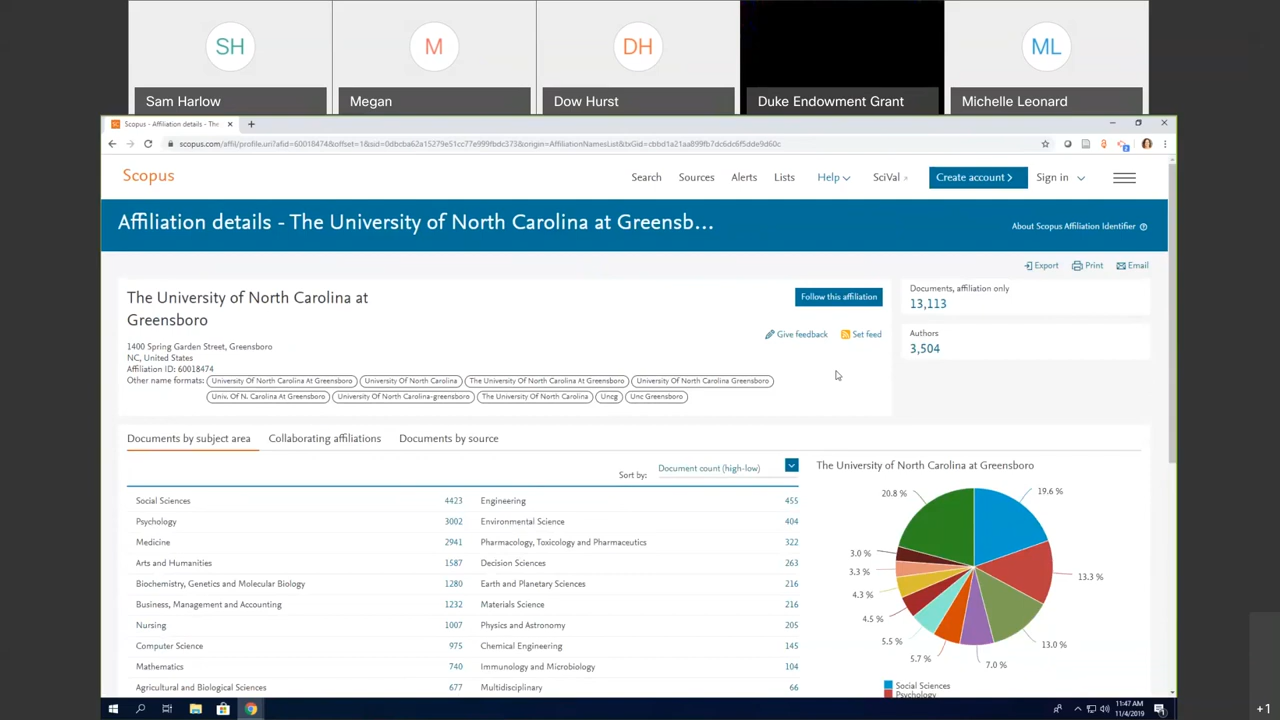 SH
M
DH
ML
Sam Harlow
Megan
Dow Hurst
Duke Endowment Grant
Michelle Leonard
SC Scopus - Affiliation details - The
Scopus
Search
Sources
Alerts
Lists
Help
SciVal
Create account
Sign in
Affiliation details - The University of North Carolina at Greensb...
About Scopus Affiliation Identifier
Export
Print
Email
The University of North Carolina at
Greensboro
Follow this affiliation
Documents, affiliation only
13,113
Give feedback
Set feed
Authors
3,504
1400 Spring Garden Street, Greensboro
NC, United States
Affiliation ID: 60018474
Other name formats:
University Of North Carolina At Greensboro
University Of North Carolina
The University Of North Carolina At Greensboro
University Of North Carolina Greensboro
Univ. Of N. Carolina At Greensboro
University Of North Carolina-greensboro
The University Of North Carolina
Uncg
Unc Greensboro
Documents by subject area
Collaborating affiliations
Documents by source
Sort by:
Document count (high-low)
Social Sciences 4423
Psychology 3002
Medicine 2941
Arts and Humanities 1587
Biochemistry, Genetics and Molecular Biology 1280
Business, Management and Accounting 1232
Nursing 1007
Computer Science 975
Mathematics 740
Agricultural and Biological Sciences 677
Engineering 455
Environmental Science 404
Pharmacology, Toxicology and Pharmaceutics 322
Decision Sciences 263
Earth and Planetary Sciences 216
Materials Science 216
Physics and Astronomy 205
Chemical Engineering 145
Immunology and Microbiology 104
Multidisciplinary 66
The University of North Carolina at Greensboro
20.8 %
19.6 %
3.0 %
3.3 %
13.3 %
4.3 %
4.5 %
5.5 %
13.0 %
5.7 %
7.0 %
Social Sciences
Psychology
11:47 AM
11/4/2019
+1